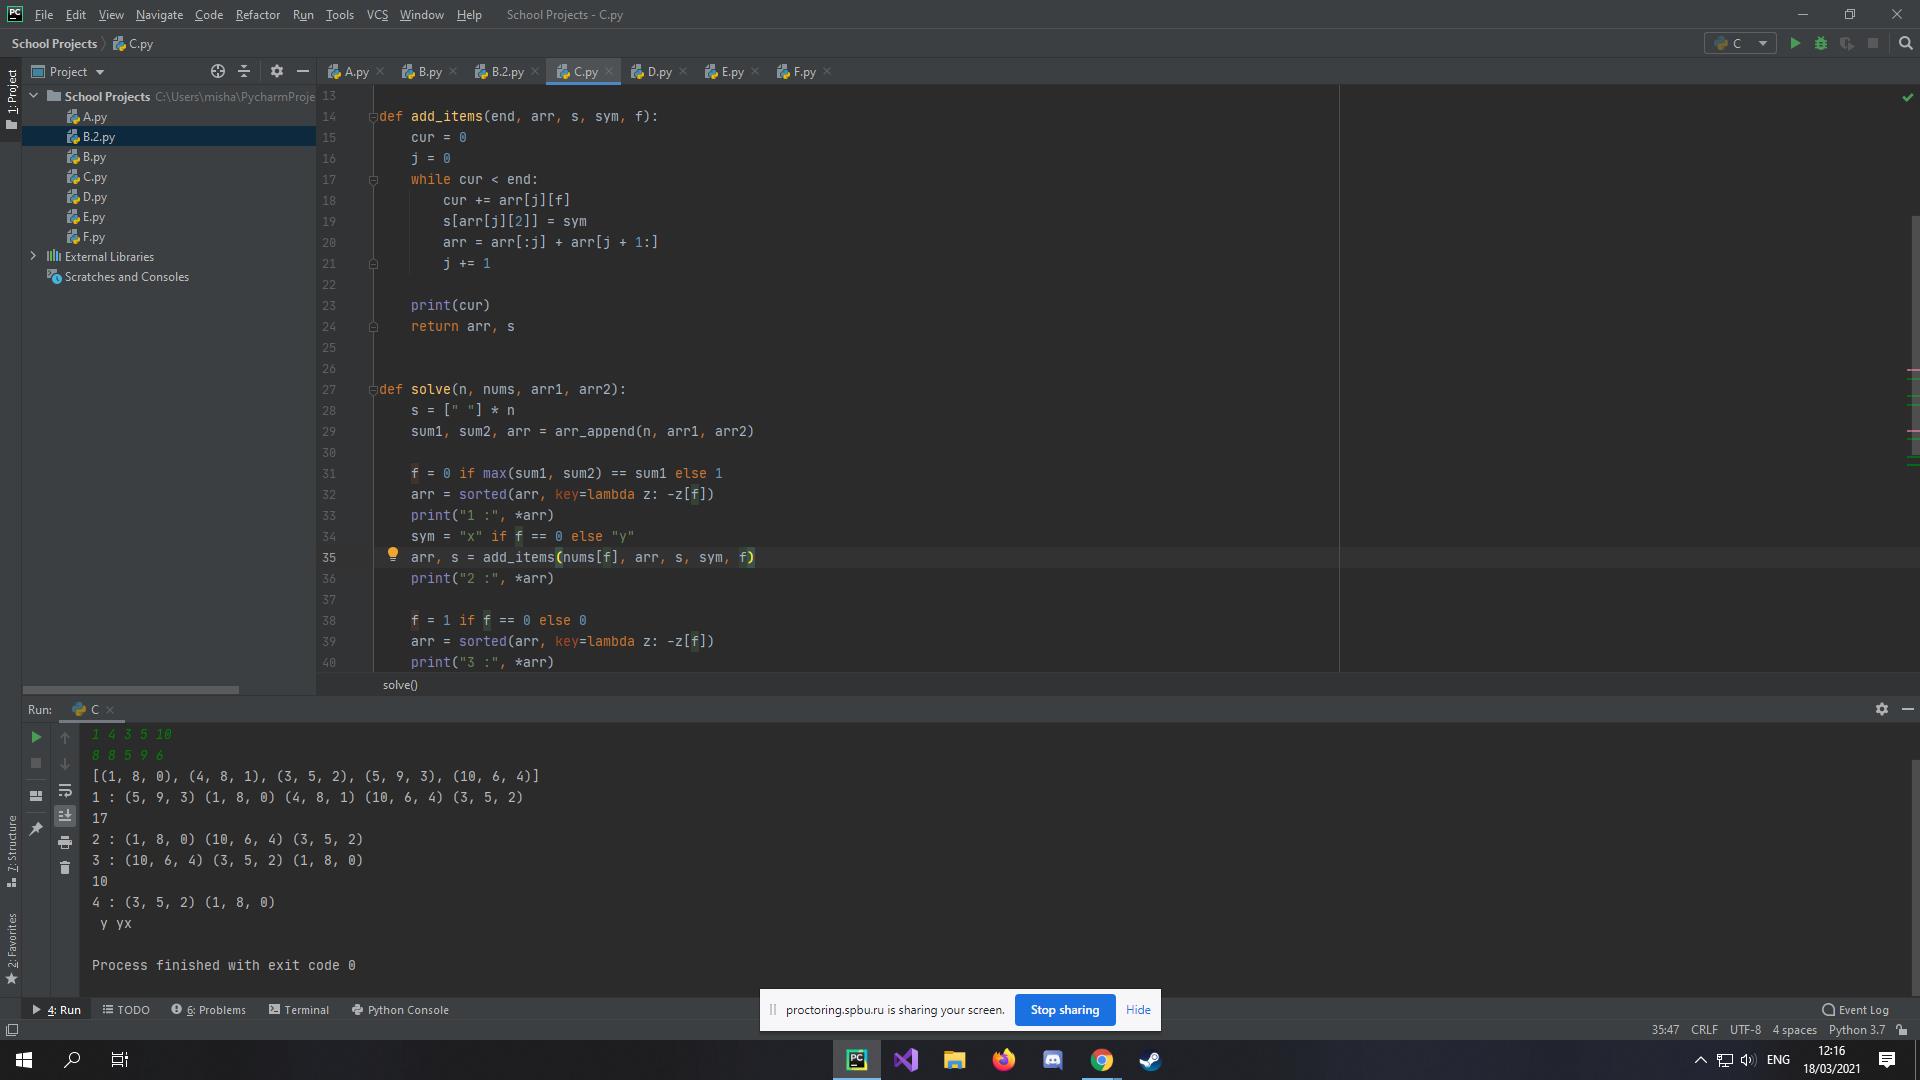 PC File Edit View Navigate Code Refactor Run Tools VCS Window Help School Projects - C.py
School Projects C.py C
Project A.py B.py B.2.py C.py D.py E.py F.py
1: Project
School Projects C:\Users\misha\PycharmProje
A.py
B.2.py
B.py
C.py
D.py
E.py
F.py
External Libraries
Scratches and Consoles
13
14 def add_items(end, arr, s, sym, f):
15 cur = 0
16 j = 0
17 while cur < end:
18 cur += arr[j][f]
19 s[arr[j][2]] = sym
20 arr = arr[:j] + arr[j + 1:]
21 j += 1
22
23 print(cur)
24 return arr, s
25
26
27 def solve(n, nums, arr1, arr2):
28 s = [" "] * n
29 sum1, sum2, arr = arr_append(n, arr1, arr2)
30
31 f = 0 if max(sum1, sum2) == sum1 else 1
32 arr = sorted(arr, key=lambda z: -z[f])
33 print("1 :", *arr)
34 sym = "x" if f == 0 else "y"
35 arr, s = add_items(nums[f], arr, s, sym, f)
36 print("2 :", *arr)
37
38 f = 1 if f == 0 else 0
39 arr = sorted(arr, key=lambda z: -z[f])
40 print("3 :", *arr)
solve()
Run: C
1 4 3 5 10
8 8 5 9 6
[(1, 8, 0), (4, 8, 1), (3, 5, 2), (5, 9, 3), (10, 6, 4)]
1 : (5, 9, 3) (1, 8, 0) (4, 8, 1) (10, 6, 4) (3, 5, 2)
17
2 : (1, 8, 0) (10, 6, 4) (3, 5, 2)
3 : (10, 6, 4) (3, 5, 2) (1, 8, 0)
10
4 : (3, 5, 2) (1, 8, 0)
y yx
Process finished with exit code 0
7: Structure
2: Favorites
proctoring.spbu.ru is sharing your screen. Stop sharing Hide
4: Run TODO 6: Problems Terminal Python Console Event Log
35:47 CRLF UTF-8 4 spaces Python 3.7
PC ENG 12:16
18/03/2021